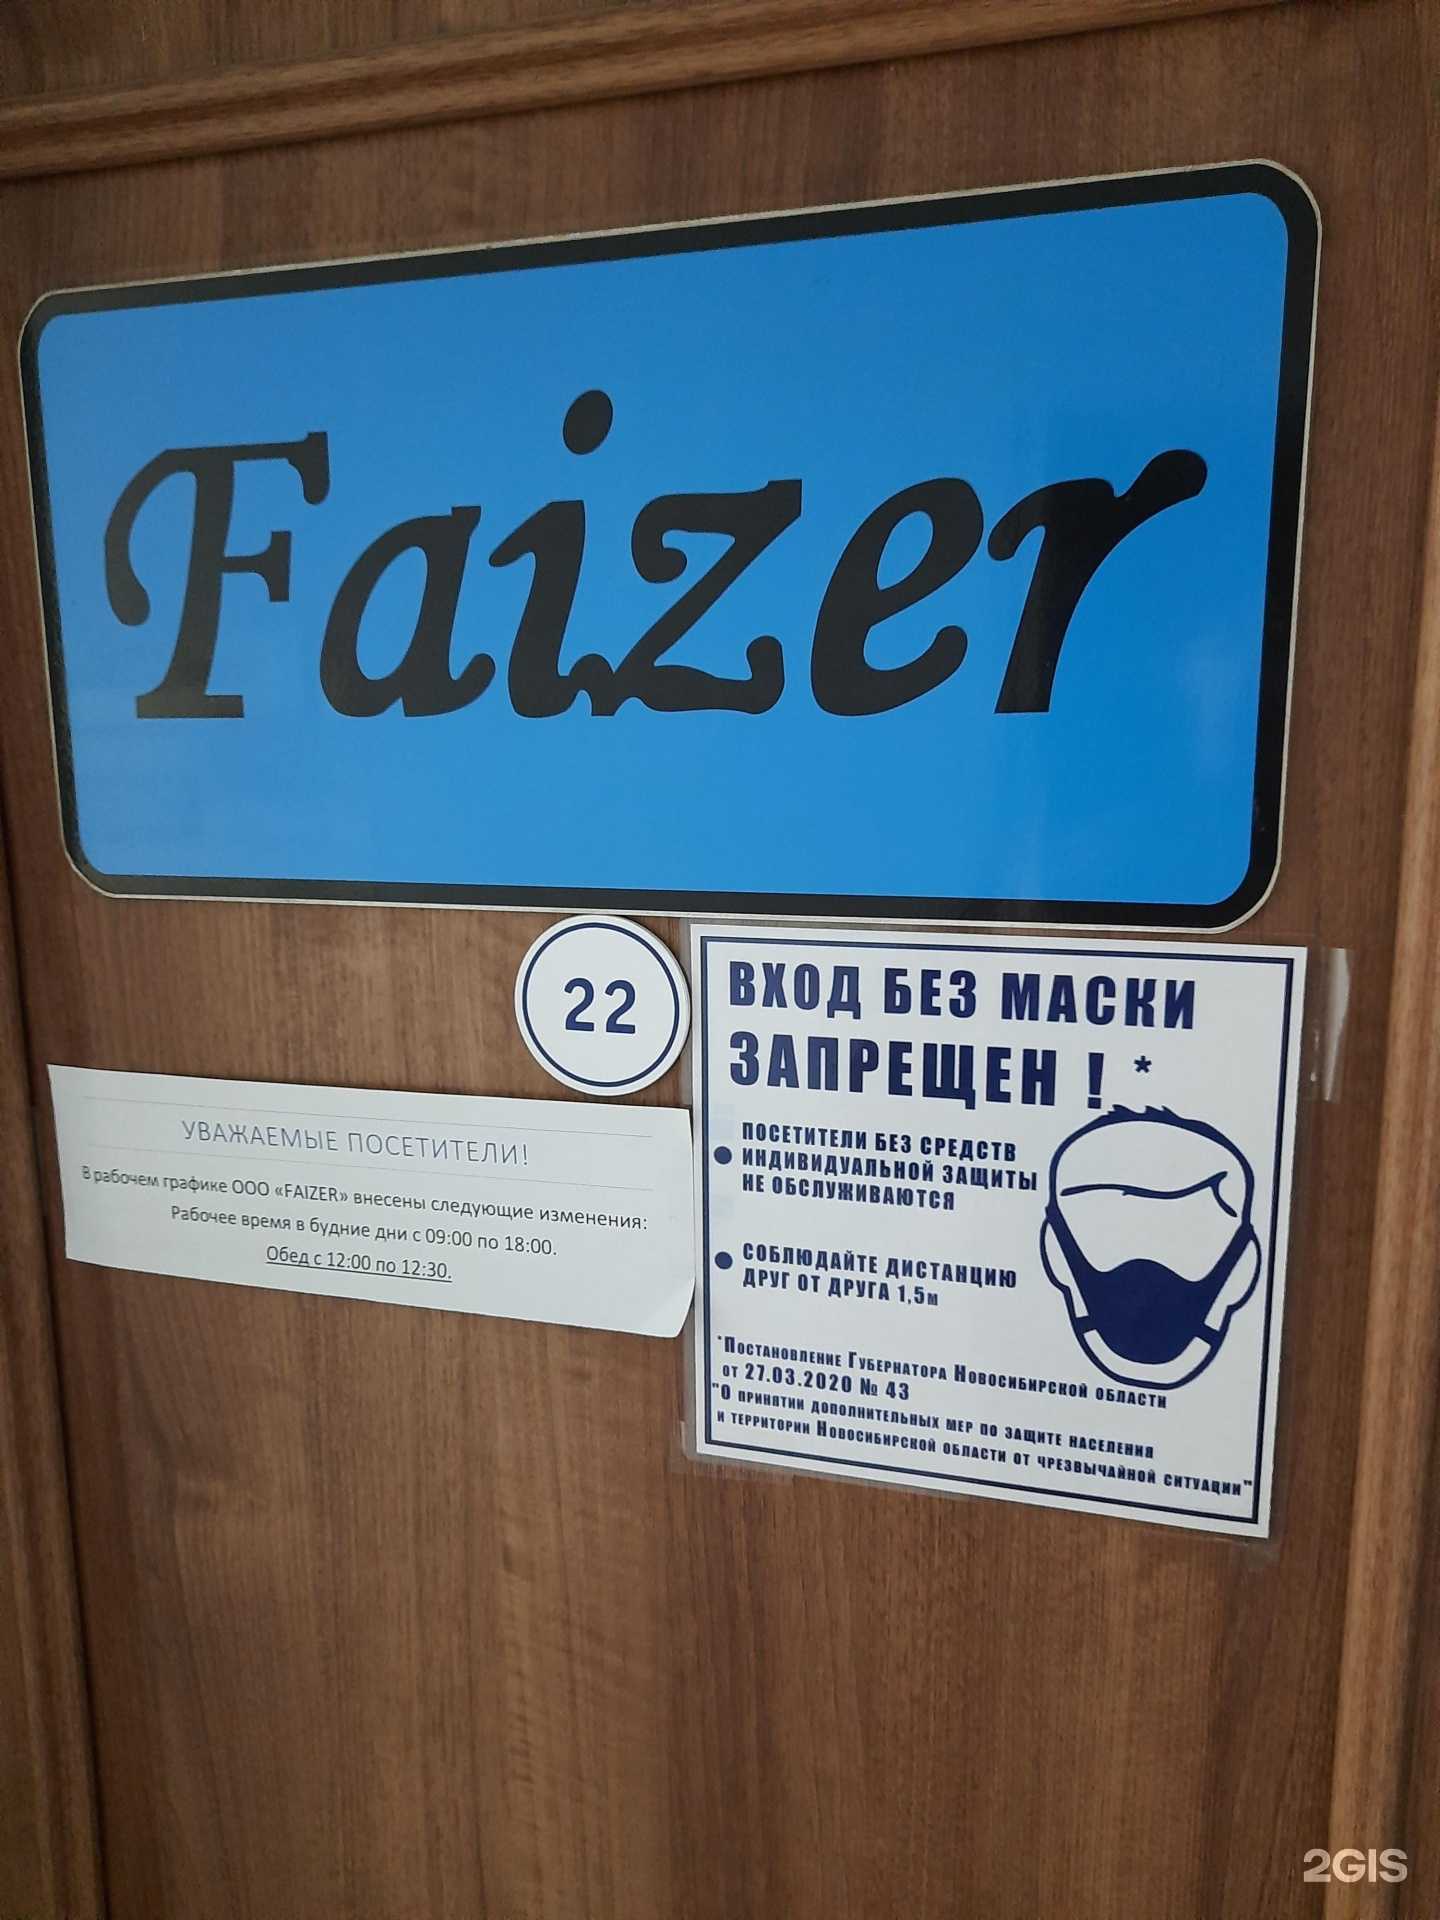 Faizer
22
УВАЖАЕМЫЕ ПОСЕТИТЕЛИ!
В рабочем графике ООО «FAIZER» внесены следующие изменения:
Рабочее время в будние дни с 09:00 по 18:00.
Обед с 12:00 по 12:30.
ВХОД БЕЗ МАСКИ
ЗАПРЕЩЕН ! *
● ПОСЕТИТЕЛИ БЕЗ СРЕДСТВ
ИНДИВИДУАЛЬНОЙ ЗАЩИТЫ
НЕ ОБСЛУЖИВАЮТСЯ
● СОБЛЮДАЙТЕ ДИСТАНЦИЮ
ДРУГ ОТ ДРУГА 1,5м
*Постановление Губернатора Новосибирской области
от 27.03.2020 № 43
"О принятии дополнительных мер по защите населения
и территории Новосибирской области от чрезвычайной ситуации"
2GIS